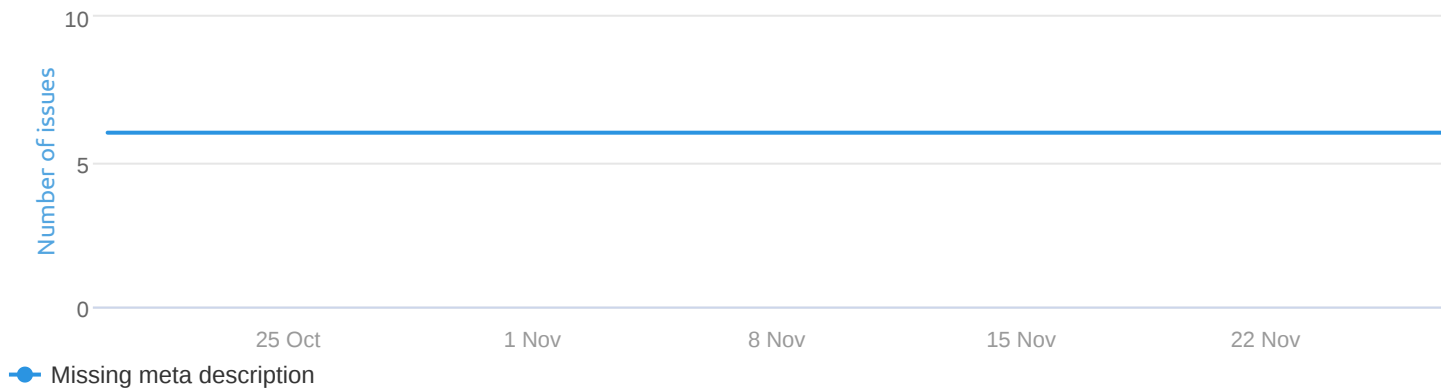 10
Number of issues
5
0
25 Oct 1 Nov 8 Nov 15 Nov 22 Nov
Missing meta description